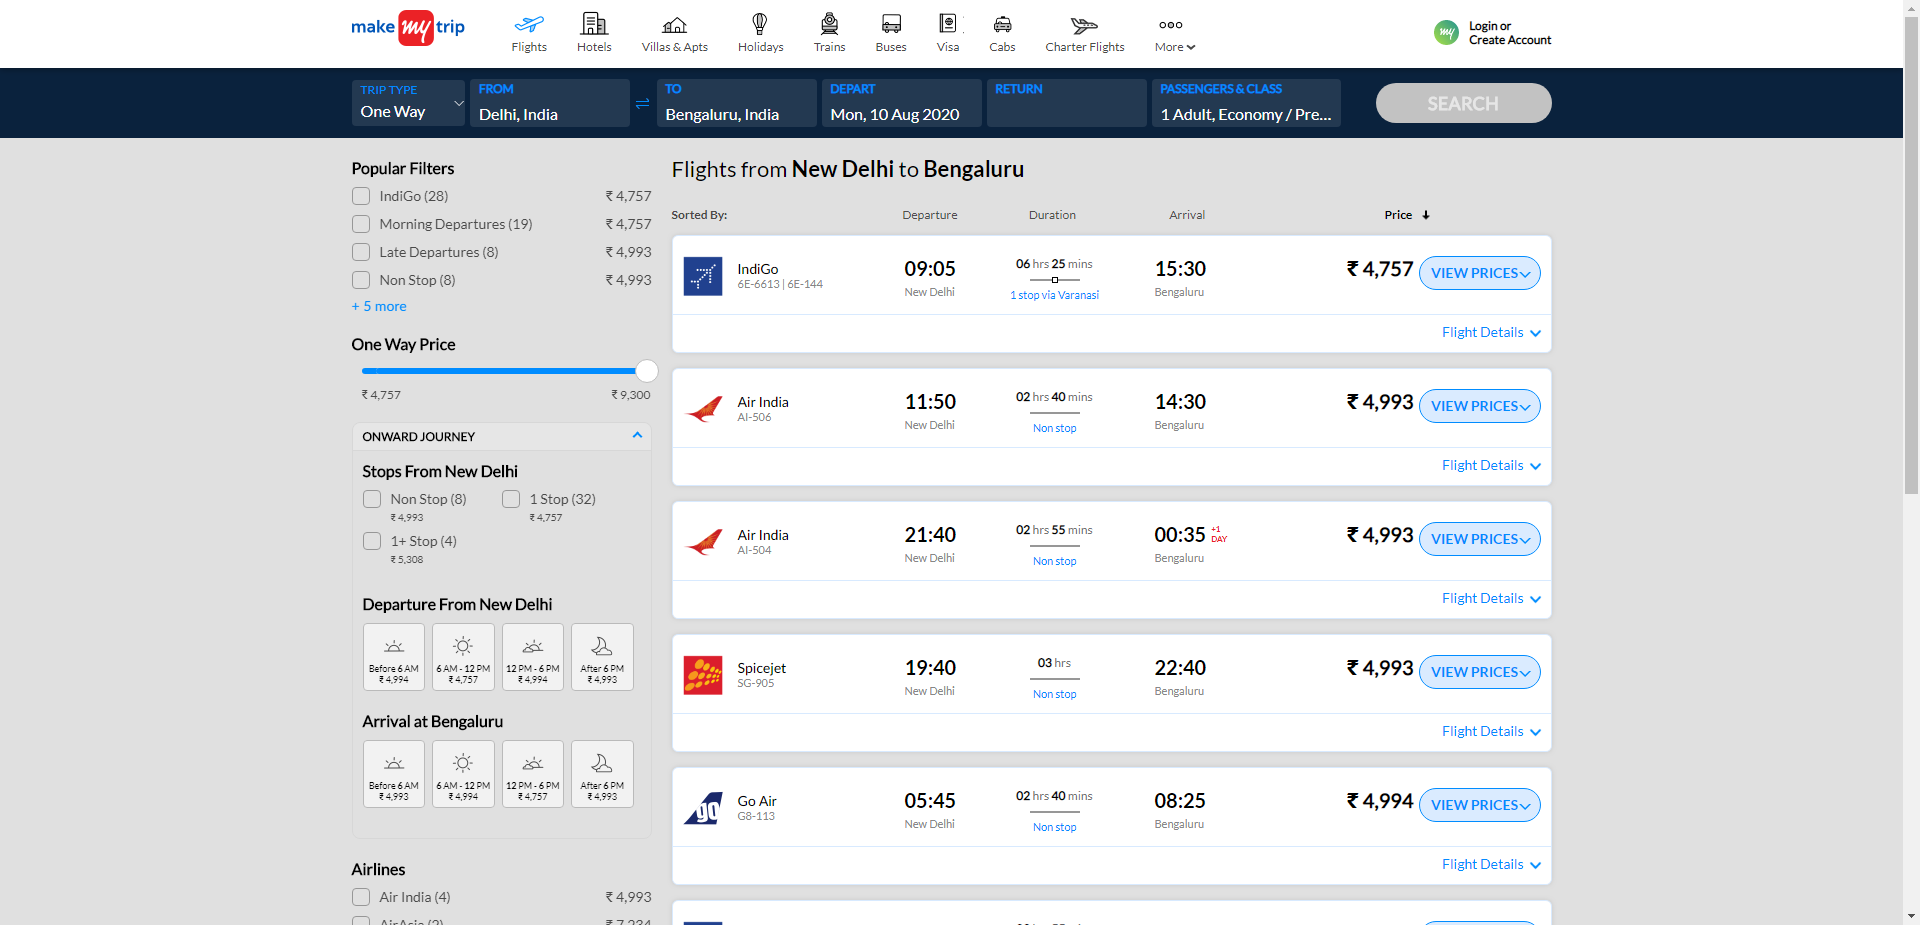 make my trip
Flights
Hotels
Villas & Apts
Holidays
Trains
Buses
Visa
Cabs
Charter Flights
More
my
Login or
Create Account
TRIP TYPE
One Way
FROM
Delhi, India
TO
Bengaluru, India
DEPART
Mon, 10 Aug 2020
RETURN
PASSENGERS & CLASS
1 Adult, Economy / Pre...
SEARCH
Popular Filters
IndiGo (28) ₹ 4,757
Morning Departures (19) ₹ 4,757
Late Departures (8) ₹ 4,993
Non Stop (8) ₹ 4,993
+ 5 more
One Way Price
₹ 4,757 ₹ 9,300
ONWARD JOURNEY
Stops From New Delhi
Non Stop (8) 1 Stop (32)
₹ 4,993 ₹ 4,757
1+ Stop (4)
₹ 5,308
Departure From New Delhi
Before 6 AM 6 AM - 12 PM 12 PM - 6 PM After 6 PM
₹ 4,994 ₹ 4,757 ₹ 4,994 ₹ 4,993
Arrival at Bengaluru
Before 6 AM 6 AM - 12 PM 12 PM - 6 PM After 6 PM
₹ 4,993 ₹ 4,994 ₹ 4,757 ₹ 4,993
Airlines
Air India (4) ₹ 4,993
AirAsia (2) ₹ 7,234
Flights from New Delhi to Bengaluru
Sorted By: Departure Duration Arrival Price
IndiGo 09:05 06 hrs 25 mins 15:30 ₹ 4,757 VIEW PRICES
6E-6613 | 6E-144 New Delhi 1 stop via Varanasi Bengaluru
Flight Details
Air India 11:50 02 hrs 40 mins 14:30 ₹ 4,993 VIEW PRICES
AI-506 New Delhi Non stop Bengaluru
Flight Details
Air India 21:40 02 hrs 55 mins 00:35 +1 DAY ₹ 4,993 VIEW PRICES
AI-504 New Delhi Non stop Bengaluru
Flight Details
Spicejet 19:40 03 hrs 22:40 ₹ 4,993 VIEW PRICES
SG-905 New Delhi Non stop Bengaluru
Flight Details
go
Go Air 05:45 02 hrs 40 mins 08:25 ₹ 4,994 VIEW PRICES
G8-113 New Delhi Non stop Bengaluru
Flight Details